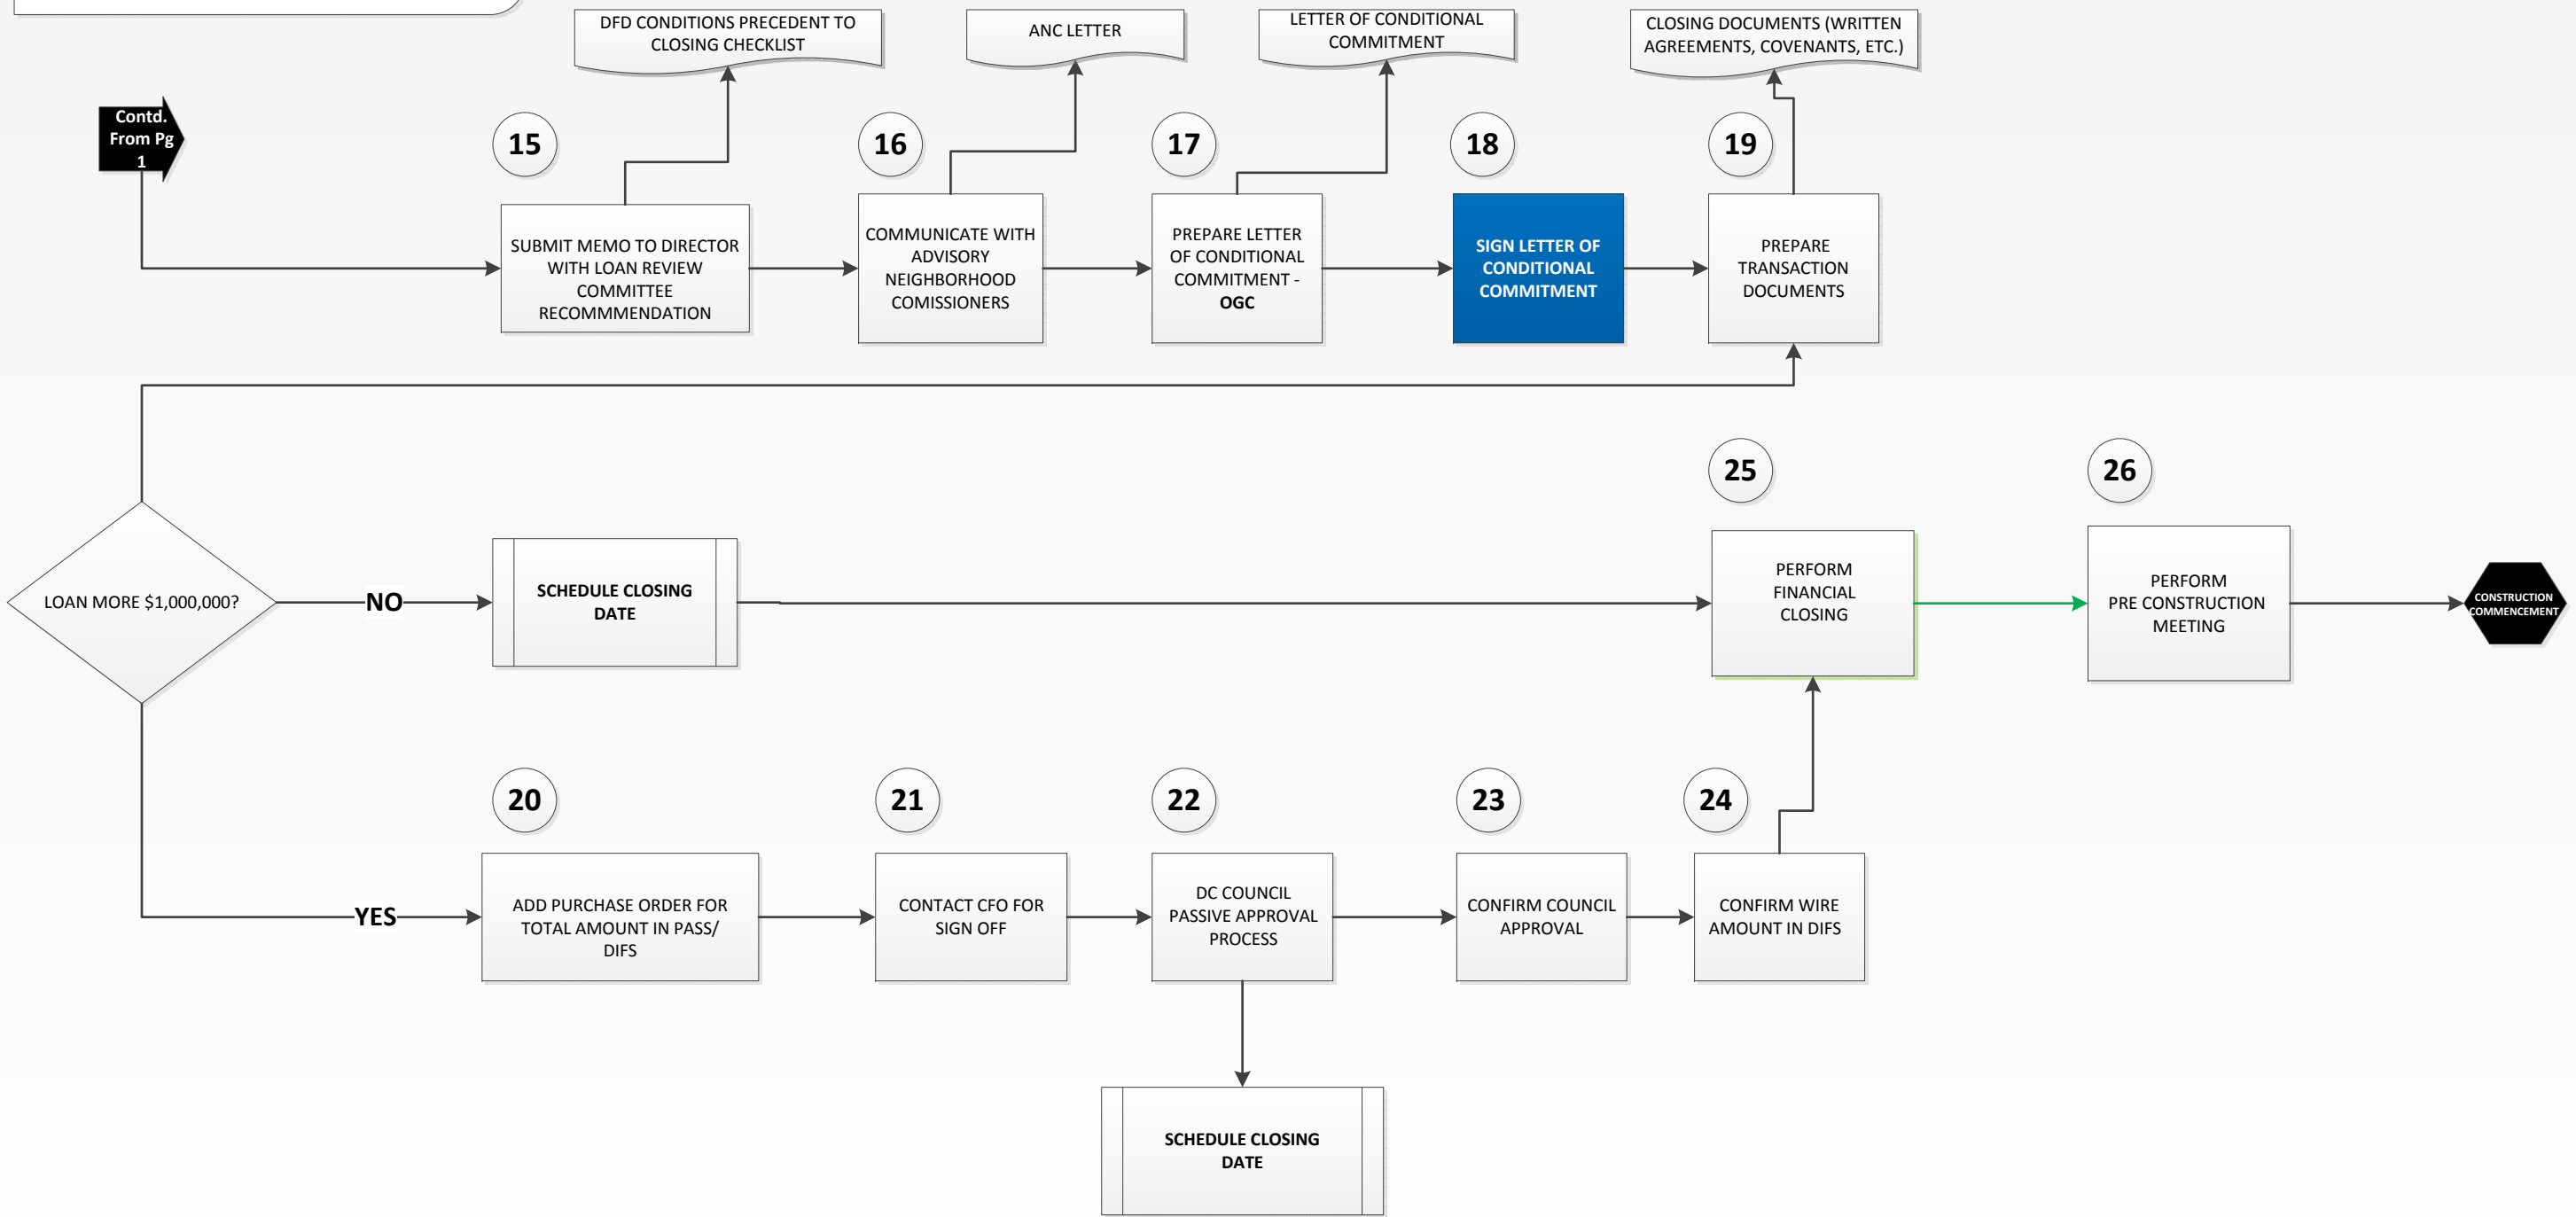 DFD CONDITIONS PRECEDENT TO
CLOSING CHECKLIST
ANC LETTER
LETTER OF CONDITIONAL
COMMITMENT
CLOSING DOCUMENTS (WRITTEN
AGREEMENTS, COVENANTS, ETC.)
Contd.
From Pg
1
15
16
17
18
19
SUBMIT MEMO TO DIRECTOR
WITH LOAN REVIEW
COMMITTEE
RECOMMMENDATION
COMMUNICATE WITH
ADVISORY
NEIGHBORHOOD
COMISSIONERS
PREPARE LETTER
OF CONDITIONAL
COMMITMENT -
OGC
SIGN LETTER OF
CONDITIONAL
COMMITMENT
PREPARE
TRANSACTION
DOCUMENTS
25
26
LOAN MORE $1,000,000?
NO
SCHEDULE CLOSING
DATE
PERFORM
FINANCIAL
CLOSING
PERFORM
PRE CONSTRUCTION
MEETING
CONSTRUCTION
COMMENCEMENT
20
21
22
23
24
YES
ADD PURCHASE ORDER FOR
TOTAL AMOUNT IN PASS/
DIFS
CONTACT CFO FOR
SIGN OFF
DC COUNCIL
PASSIVE APPROVAL
PROCESS
CONFIRM COUNCIL
APPROVAL
CONFIRM WIRE
AMOUNT IN DIFS
SCHEDULE CLOSING
DATE